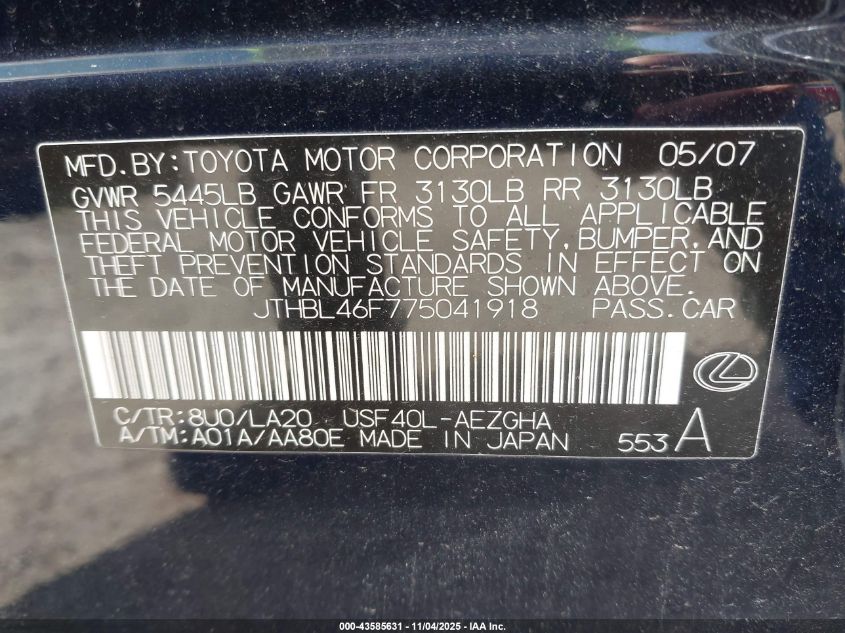 MFD.BY:TOYOTA MOTOR CORPORATION 05/07
GVWR 5445LB GAWR FR 3130LB RR 3130LB
THIS VEHICLE CONFORMS TO ALL APPLICABLE
FEDERAL MOTOR VEHICLE SAFETY,BUMPER,AND
THEFT PREVENTION STANDARDS IN EFFECT ON
THE DATE OF MANUFACTURE SHOWN ABOVE.
JTHBL46F775041918 PASS.CAR
C/TR:8U0/LA20 USF40L-AEZGHA
A/TM:A01A/AA80E MADE IN JAPAN 553A
000-43585631 - 11/04/2025 - IAA Inc.